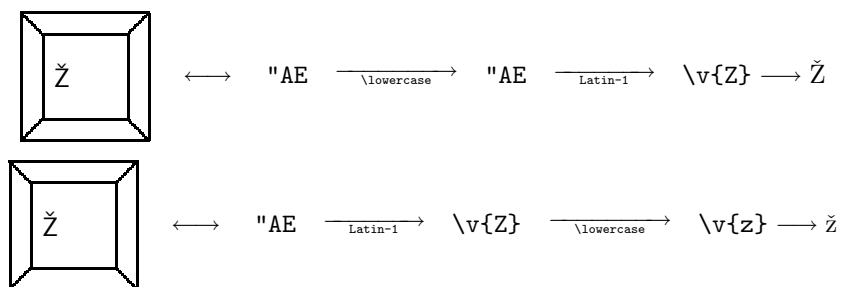 Ž ⟷ "AE ⟶ \lowercase "AE ⟶ Latin-1 \v{Z} ⟶ Ž
Ž ⟷ "AE ⟶ Latin-1 \v{Z} ⟶ \lowercase \v{z} ⟶ ž